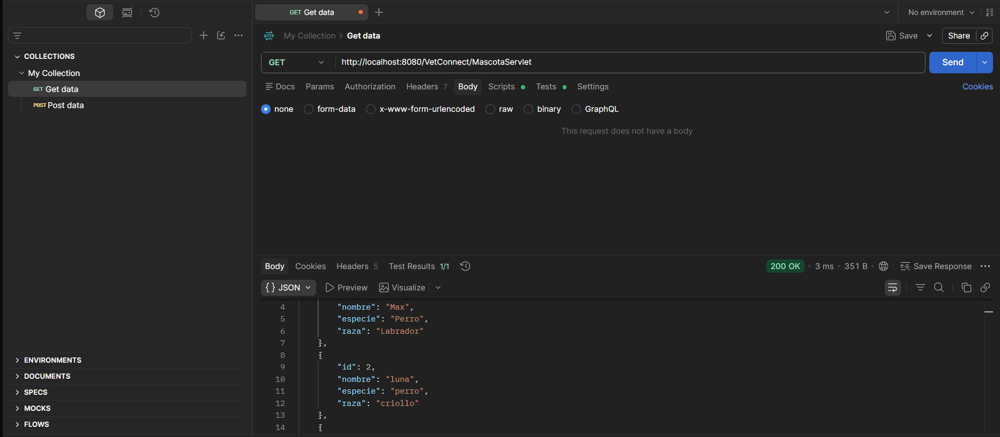 GET Get data
No environment
My Collection > Get data
Save
Share
COLLECTIONS
My Collection
GET Get data
POST Post data
ENVIRONMENTS
DOCUMENTS
SPECS
MOCKS
FLOWS
HTTP
GET http://localhost:8080/VetConnect/MascotaServlet
Send
Docs Params Authorization Headers 7 Body Scripts Tests Settings
Cookies
none form-data x-www-form-urlencoded raw binary GraphQL
This request does not have a body
Body Cookies Headers 5 Test Results 1/1
200 OK • 3 ms • 351 B •
e.g. Save Response
{} JSON Preview Visualize
4 "nombre": "Max",
5 "especie": "Perro",
6 "raza": "Labrador"
7 },
8 {
9 "id": 2,
10 "nombre": "luna",
11 "especie": "perro",
12 "raza": "criollo"
13 },
14 {